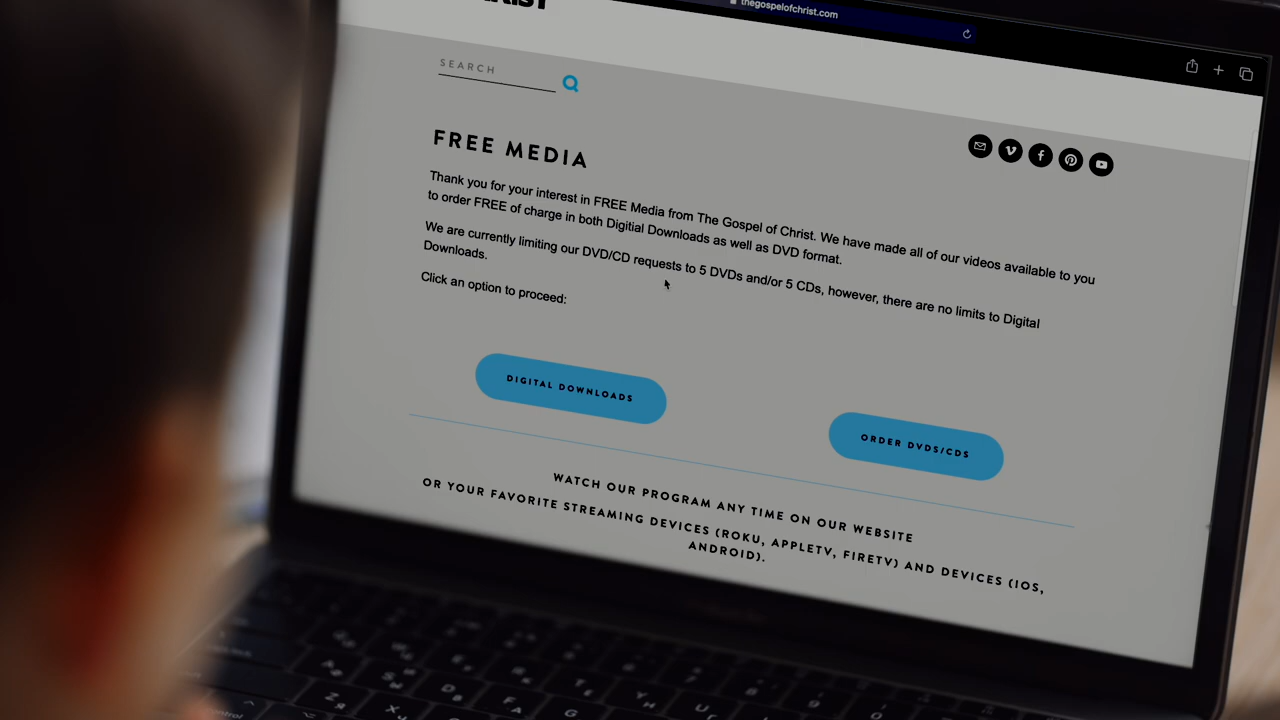 thegospelofchrist.com
SEARCH
FREE MEDIA
Thank you for your interest in FREE Media from The Gospel of Christ. We have made all of our videos available to you
to order FREE of charge in both Digitial Downloads as well as DVD format.
We are currently limiting our DVD/CD requests to 5 DVDs and/or 5 CDs, however, there are no limits to Digital
Downloads.
Click an option to proceed:
DIGITAL DOWNLOADS
ORDER DVDS/CDS
WATCH OUR PROGRAM ANY TIME ON OUR WEBSITE
OR YOUR FAVORITE STREAMING DEVICES (ROKU, APPLETV, FIRETV) AND DEVICES (IOS,
ANDROID).